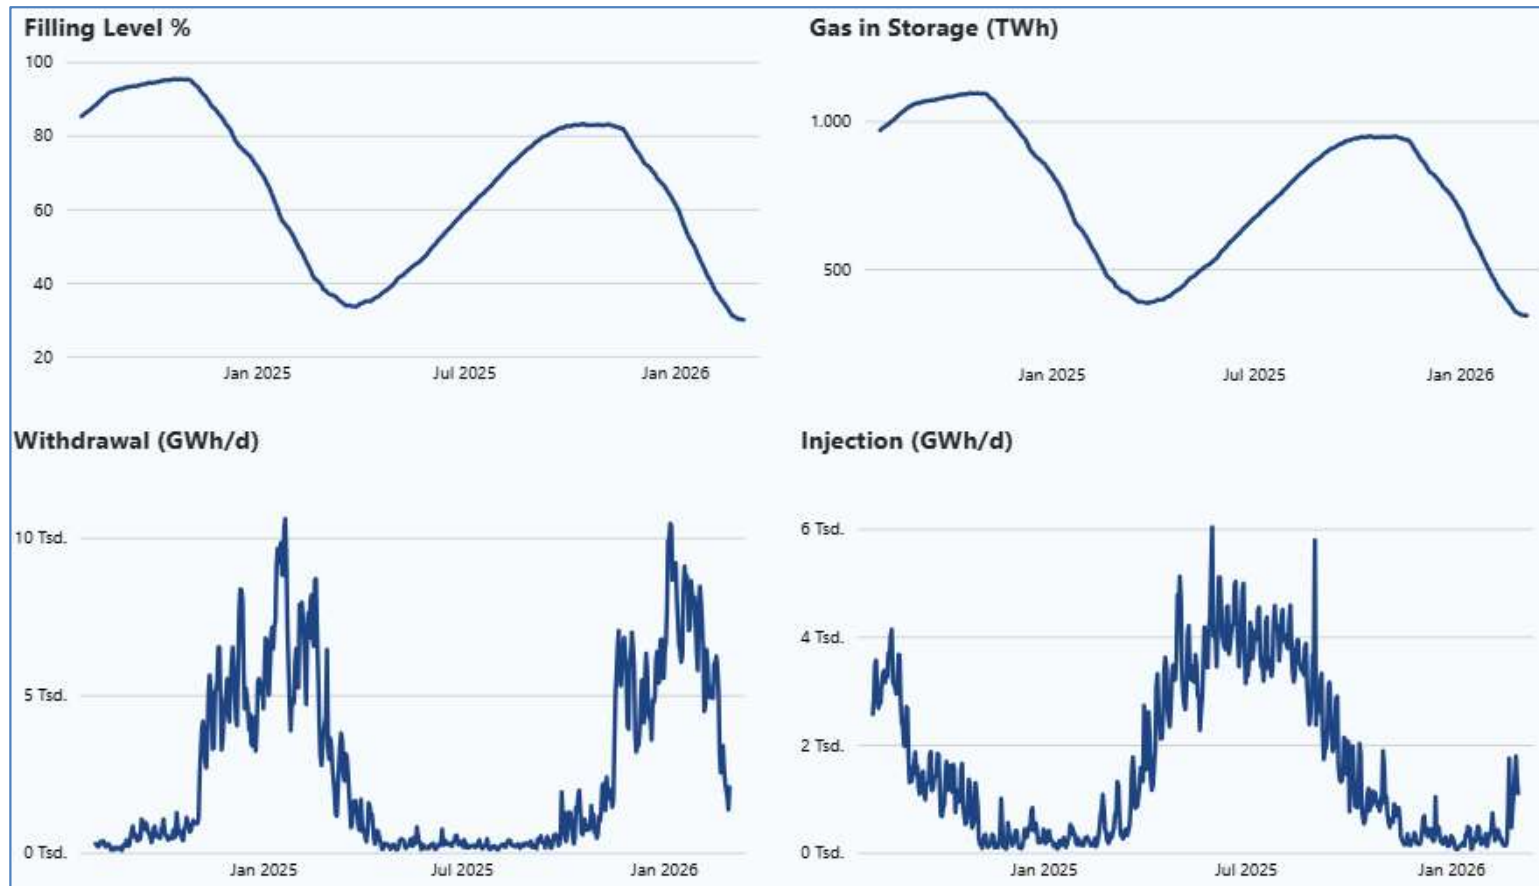 Filling Level %
100
80
60
40
20
Jan 2025 Jul 2025 Jan 2026
Gas in Storage (TWh)
1.000
500
Jan 2025 Jul 2025 Jan 2026
Withdrawal (GWh/d)
10 Tsd.
5 Tsd.
0 Tsd.
Jan 2025 Jul 2025 Jan 2026
Injection (GWh/d)
6 Tsd.
4 Tsd.
2 Tsd.
0 Tsd.
Jan 2025 Jul 2025 Jan 2026